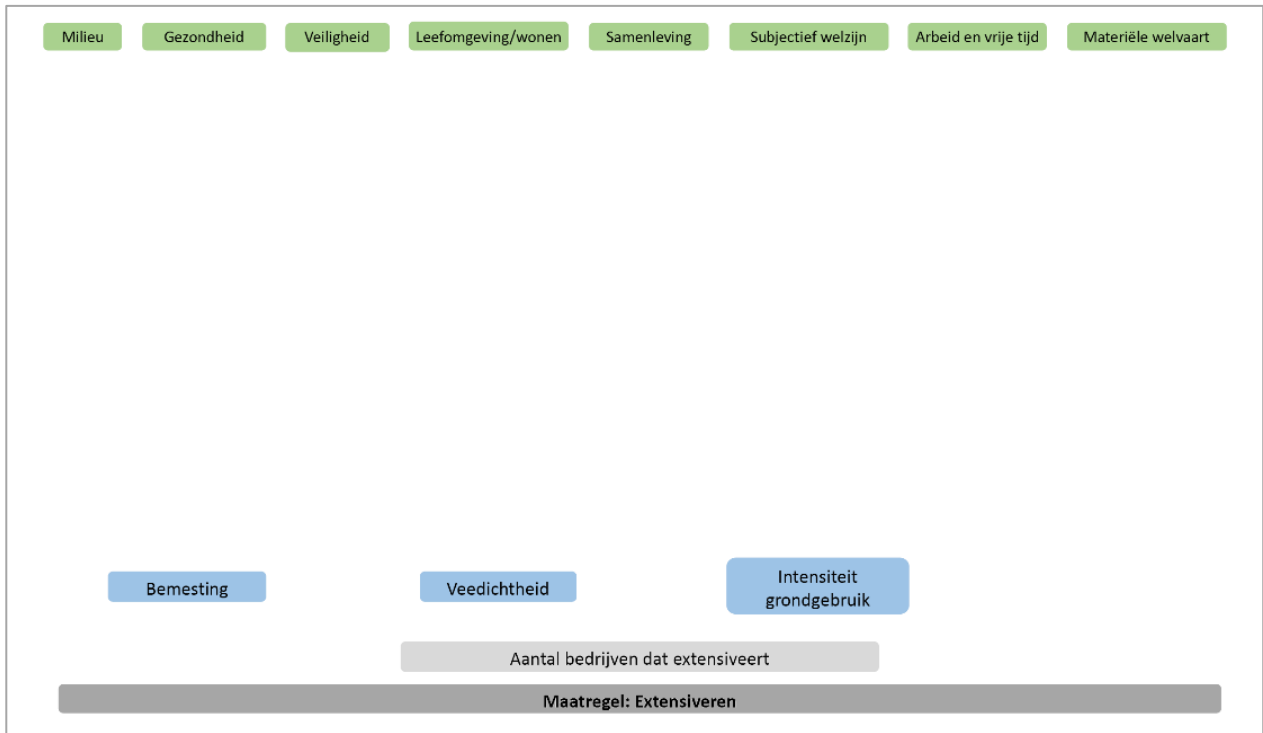 Milieu
Gezondheid
Veiligheid
Leefomgeving/wonen
Samenleving
Subjectief welzijn
Arbeid en vrije tijd
Materiële welvaart
Bemesting
Veedichtheid
Intensiteit
grondgebruik
Aantal bedrijven dat extensiveert
Maatregel: Extensiveren